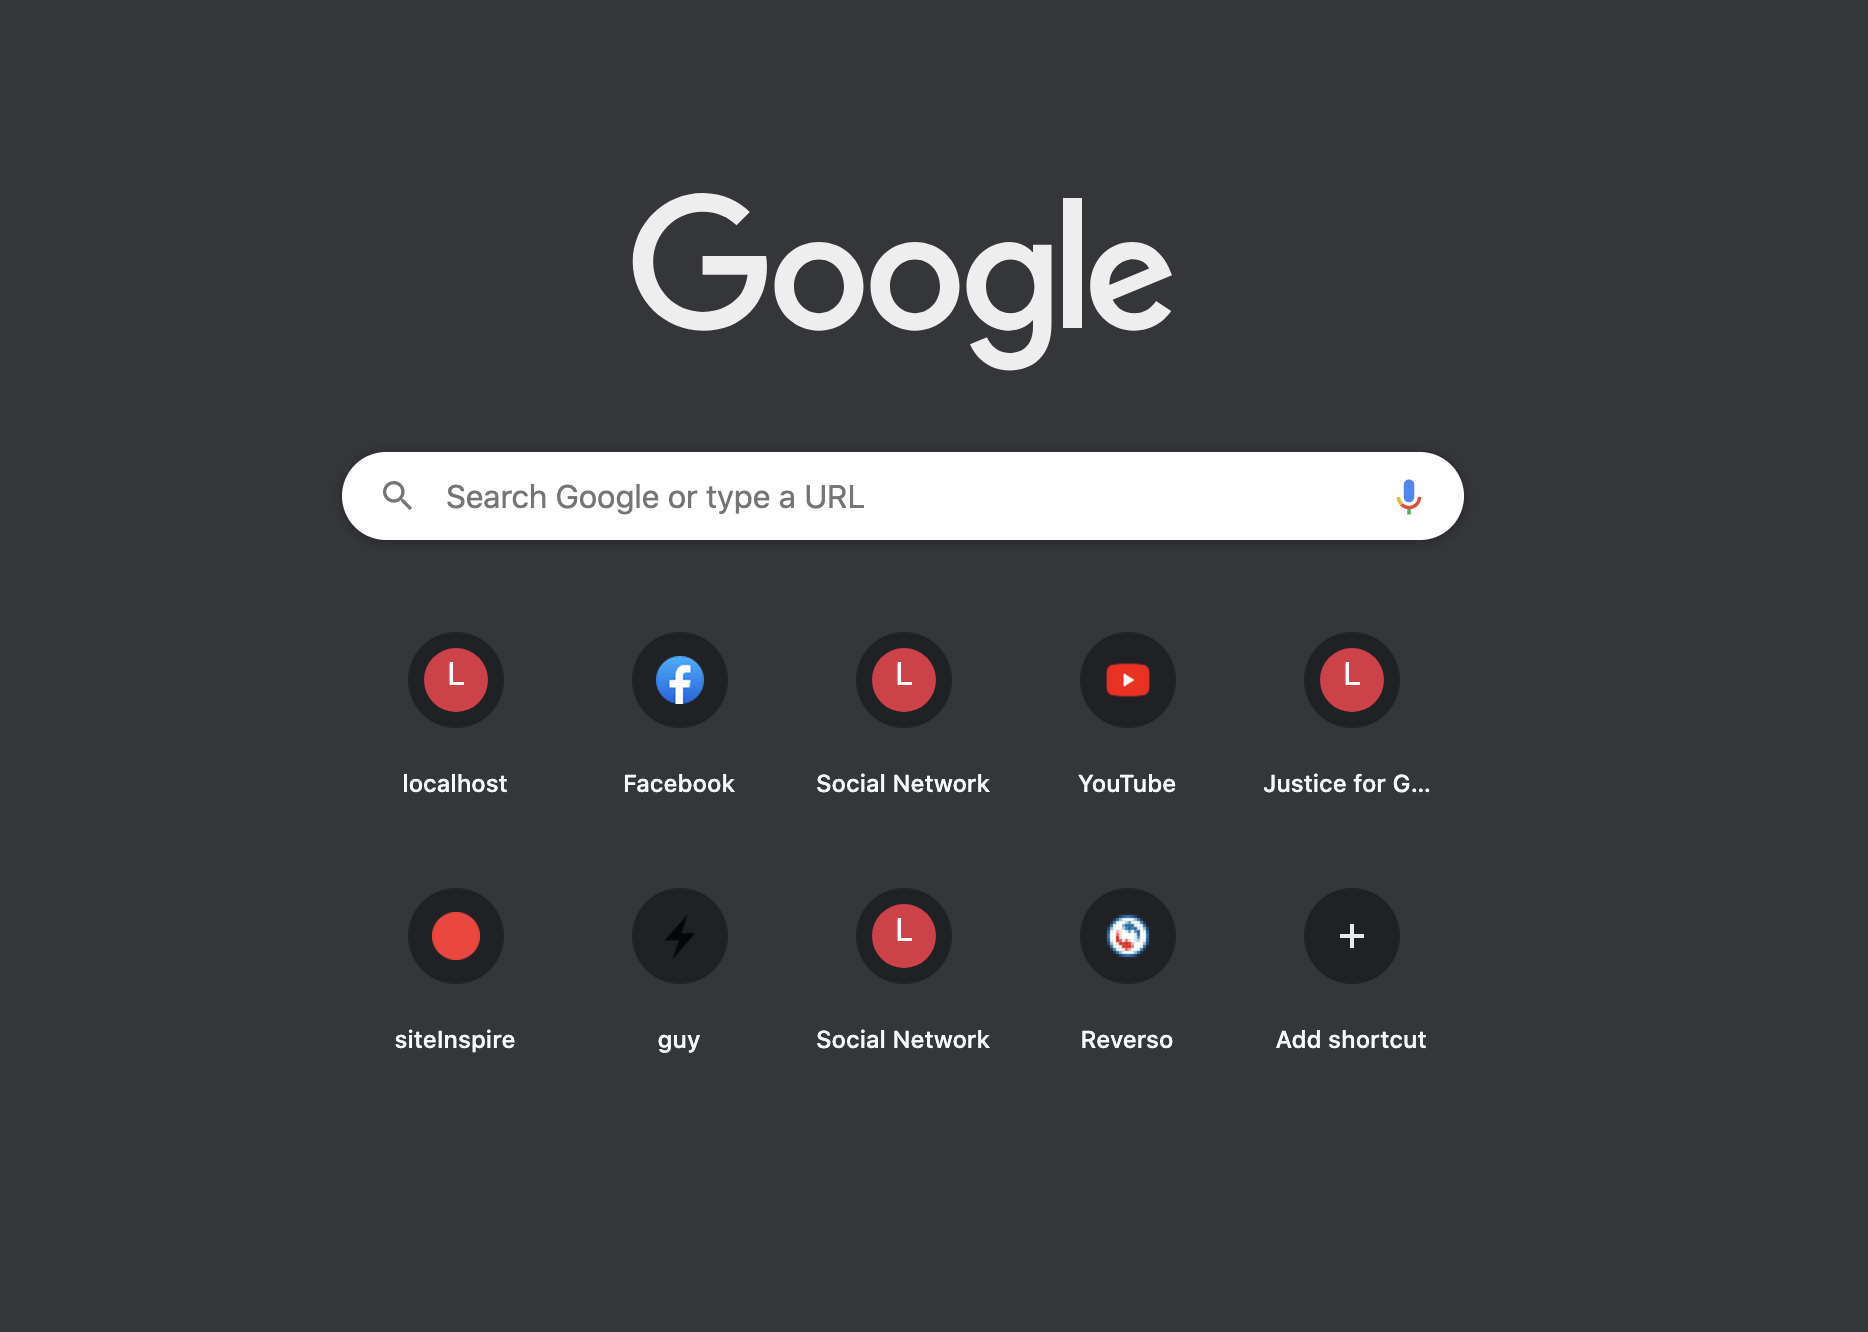 Google
Search Google or type a URL
L
L
L
localhost
Facebook
Social Network
YouTube
Justice for G...
L
siteInspire
guy
Social Network
Reverso
Add shortcut